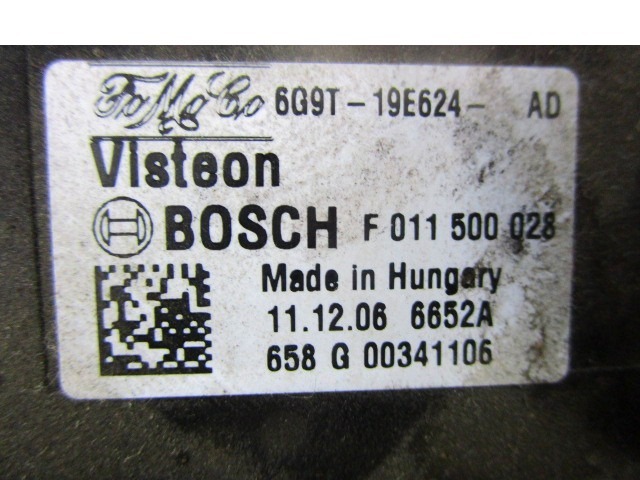 FoMoCo 6G9T-19E624- AD
Visteon
BOSCH F 011 500 028
Made in Hungary
11.12.06 6652A
658 G 00341106